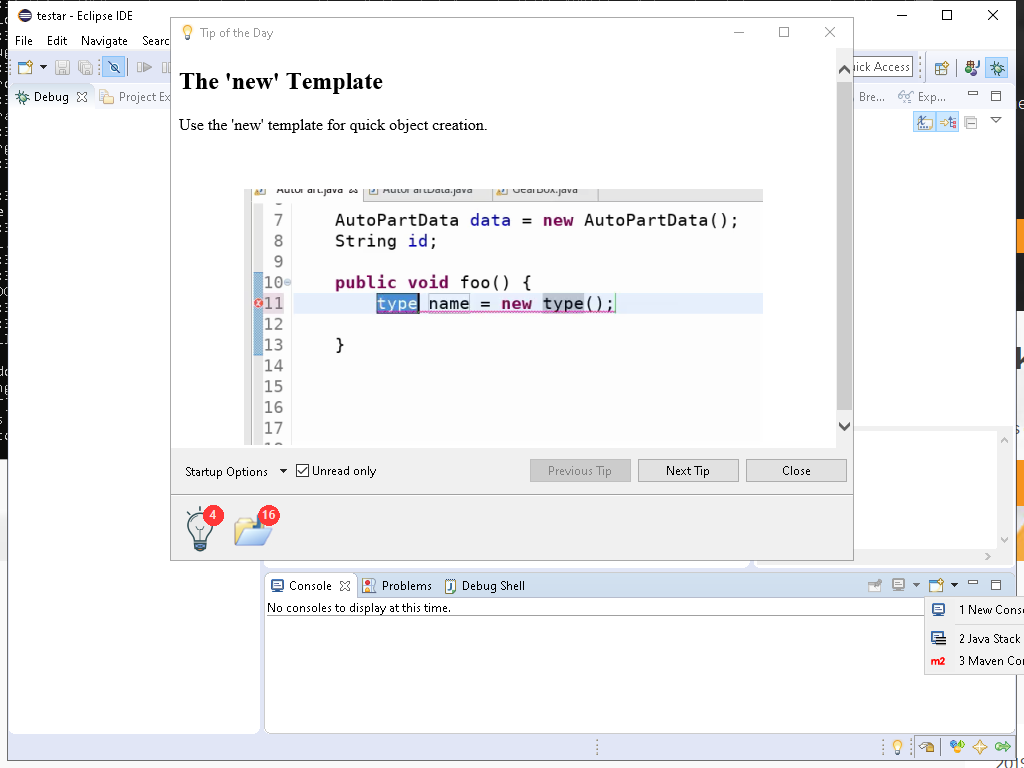 testar - Eclipse IDE
File Edit Navigate Searc
Tip of the Day
The 'new' Template
Use the 'new' template for quick object creation.
Quick Access
Debug Project Ex
Bre... Exp...
AutoPart.java AutoPartData.java GearBox.java
7 AutoPartData data = new AutoPartData();
8 String id;
9
10 public void foo() {
11 type name = new type();
12
13 }
14
15
16
17
18
Startup Options Unread only Previous Tip Next Tip Close
4 16
Console Problems Debug Shell
No consoles to display at this time.
1 New Conso
2 Java Stack
m2 3 Maven Con
2019